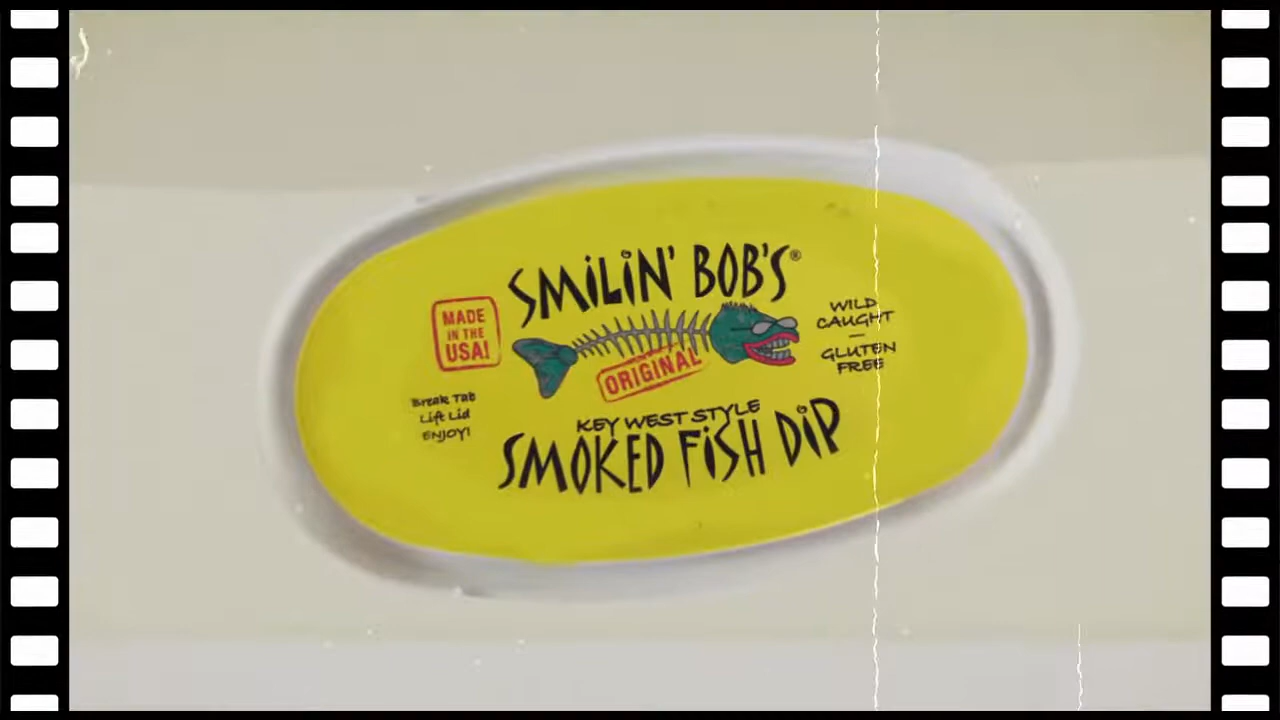 SMiLiN' BOB'S®
MADE
IN THE
USA!
ORIGINAL
WILD
CAUGHT
—
GLUTEN
FREE
Break Tab
Lift Lid
ENJOY!
KEY WEST STYLE
SMOKED FiSH DiP